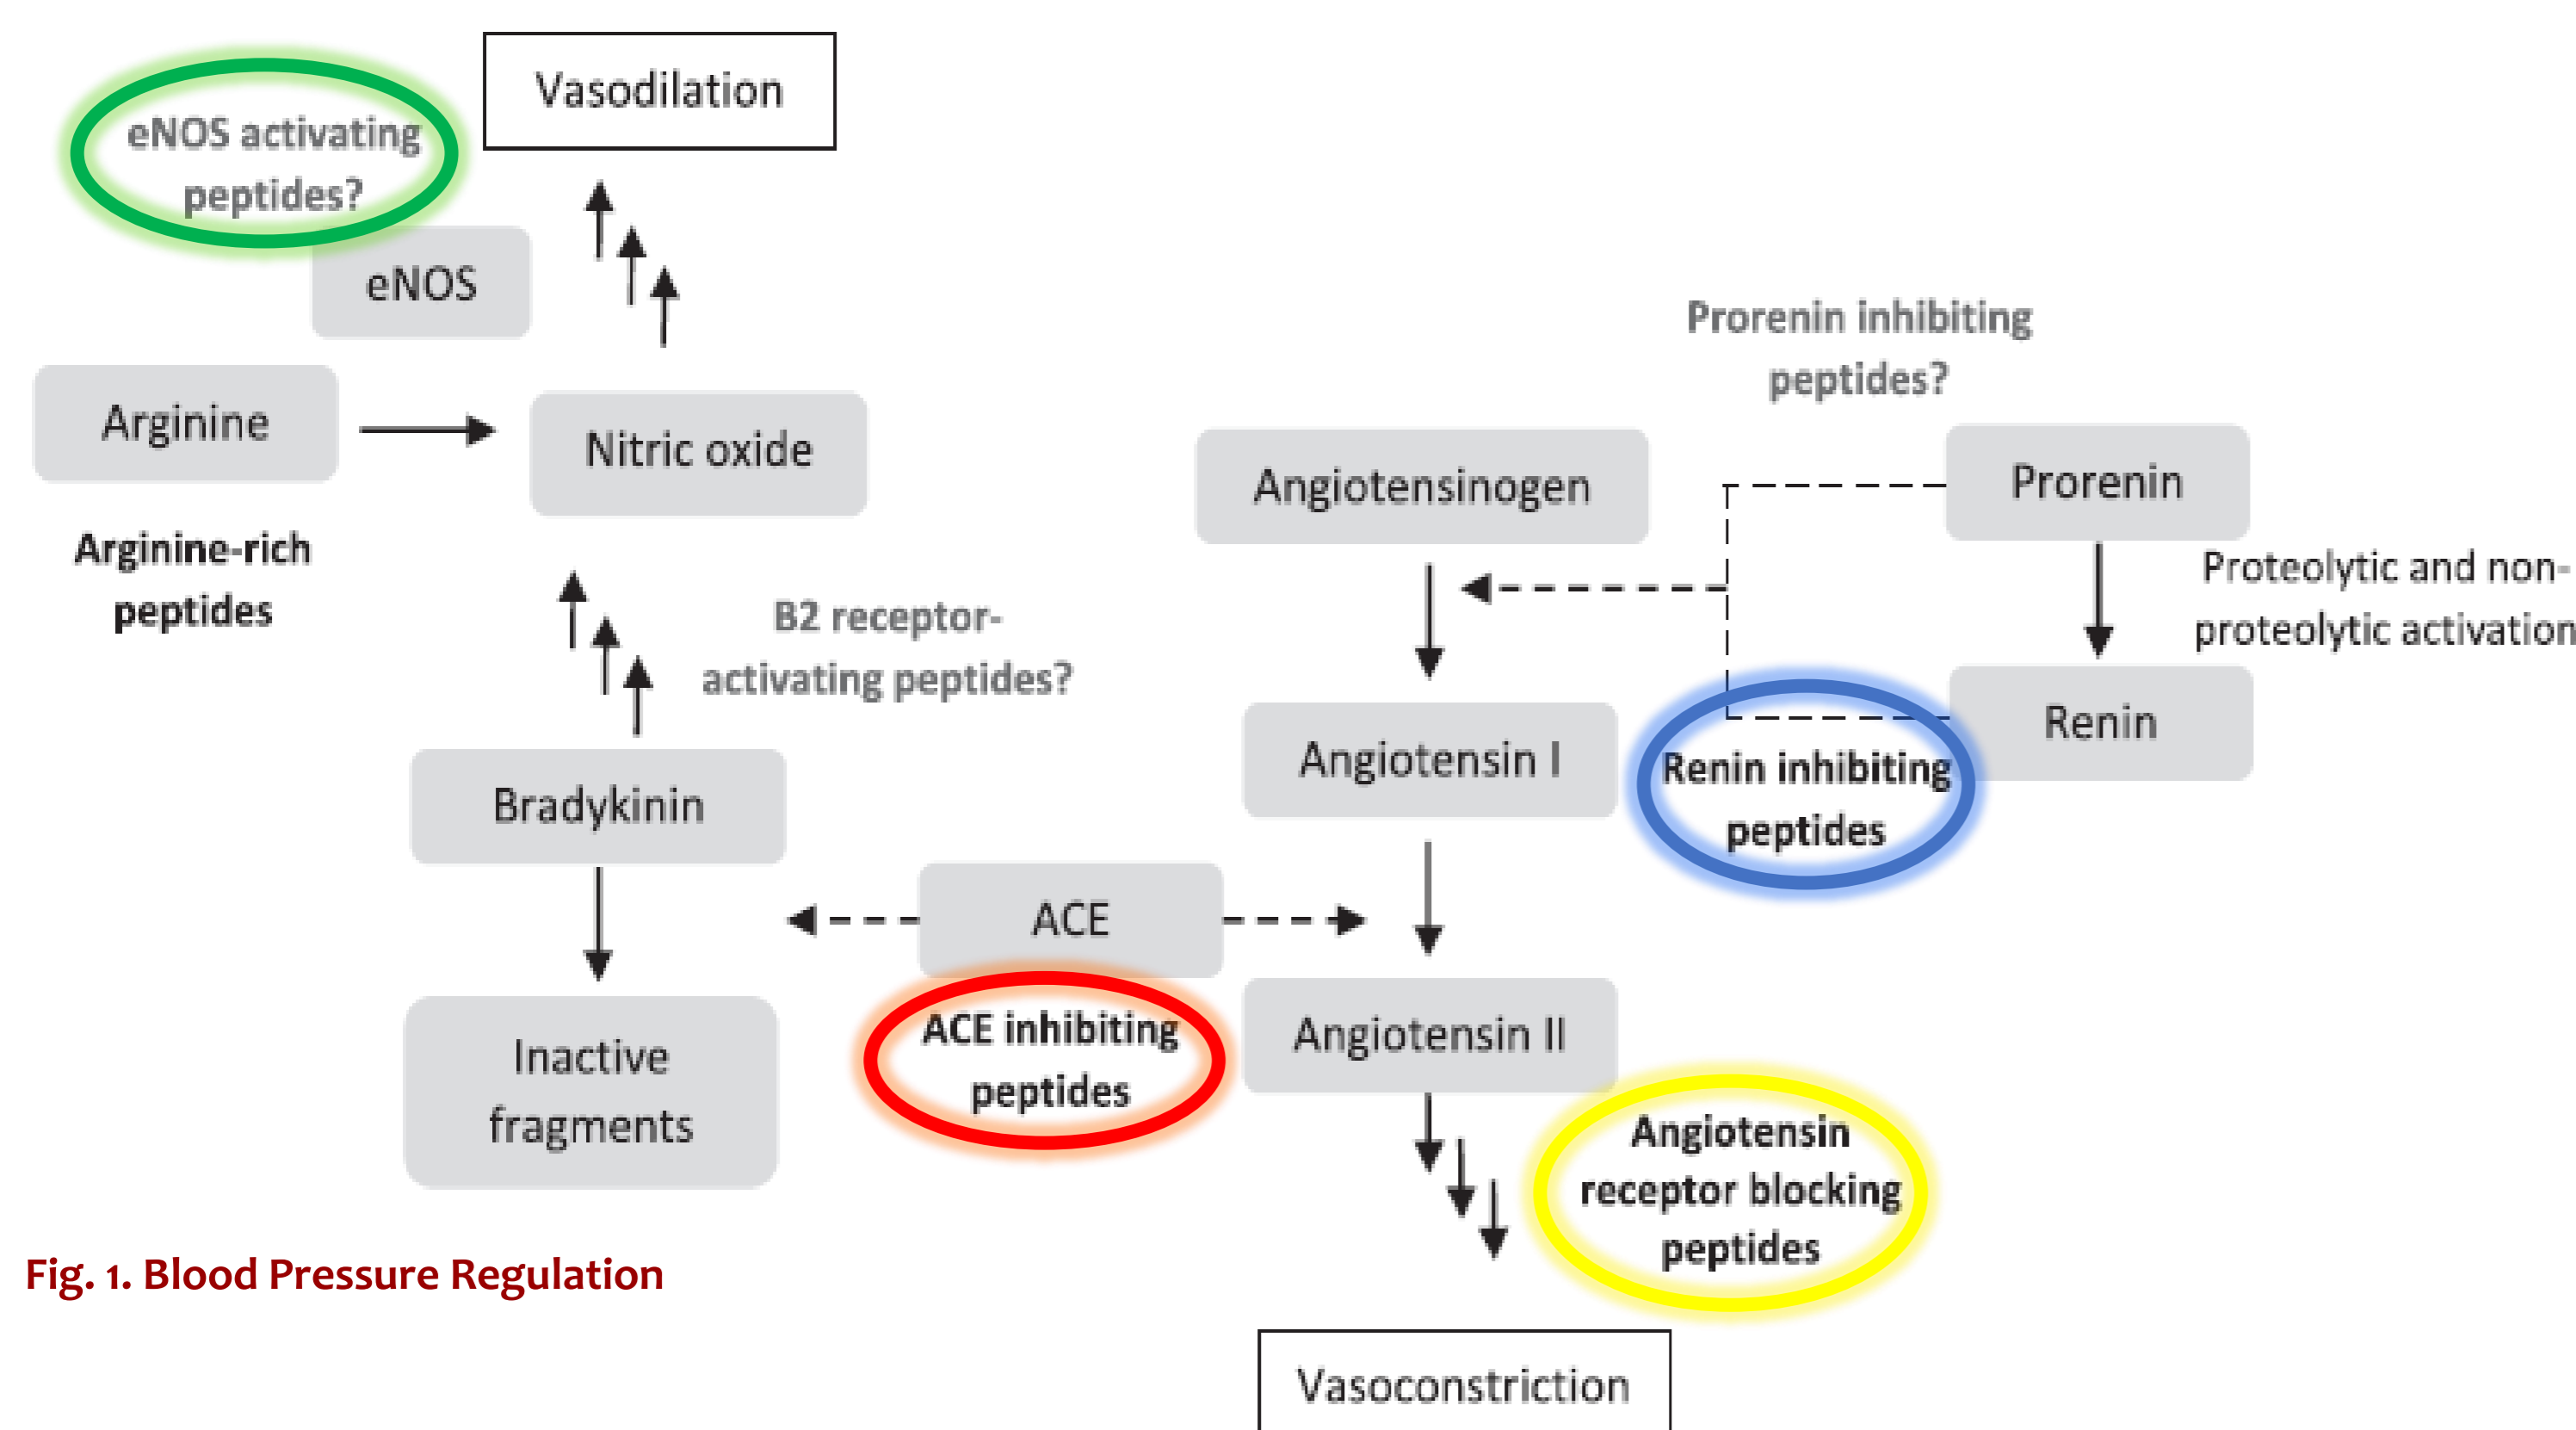 Vasodilation
eNOS activating
peptides?
eNOS
Arginine
Nitric oxide
Arginine-rich
peptides
B2 receptor-
activating peptides?
Bradykinin
Inactive
fragments
ACE
ACE inhibiting
peptides
Prorenin inhibiting
peptides?
Angiotensinogen
Prorenin
Proteolytic and non-
proteolytic activation
Angiotensin I
Renin inhibiting
peptides
Renin
Angiotensin II
Angiotensin
receptor blocking
peptides
Vasoconstriction
Fig. 1. Blood Pressure Regulation